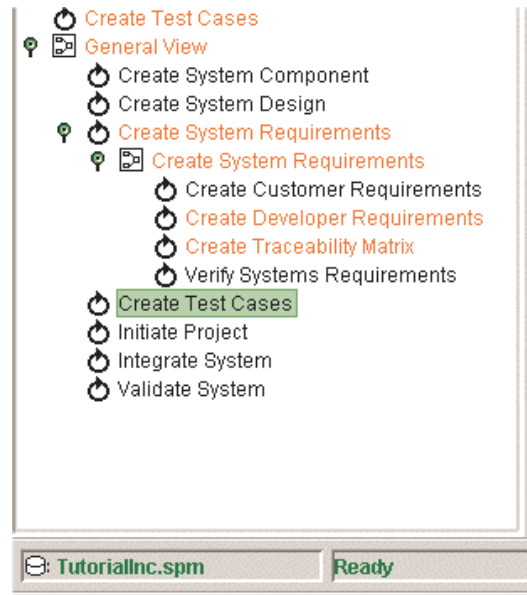 Create Test Cases
General View
Create System Component
Create System Design
Create System Requirements
Create System Requirements
Create Customer Requirements
Create Developer Requirements
Create Traceability Matrix
Verify Systems Requirements
Create Test Cases
Initiate Project
Integrate System
Validate System
: TutorialInc.spm Ready